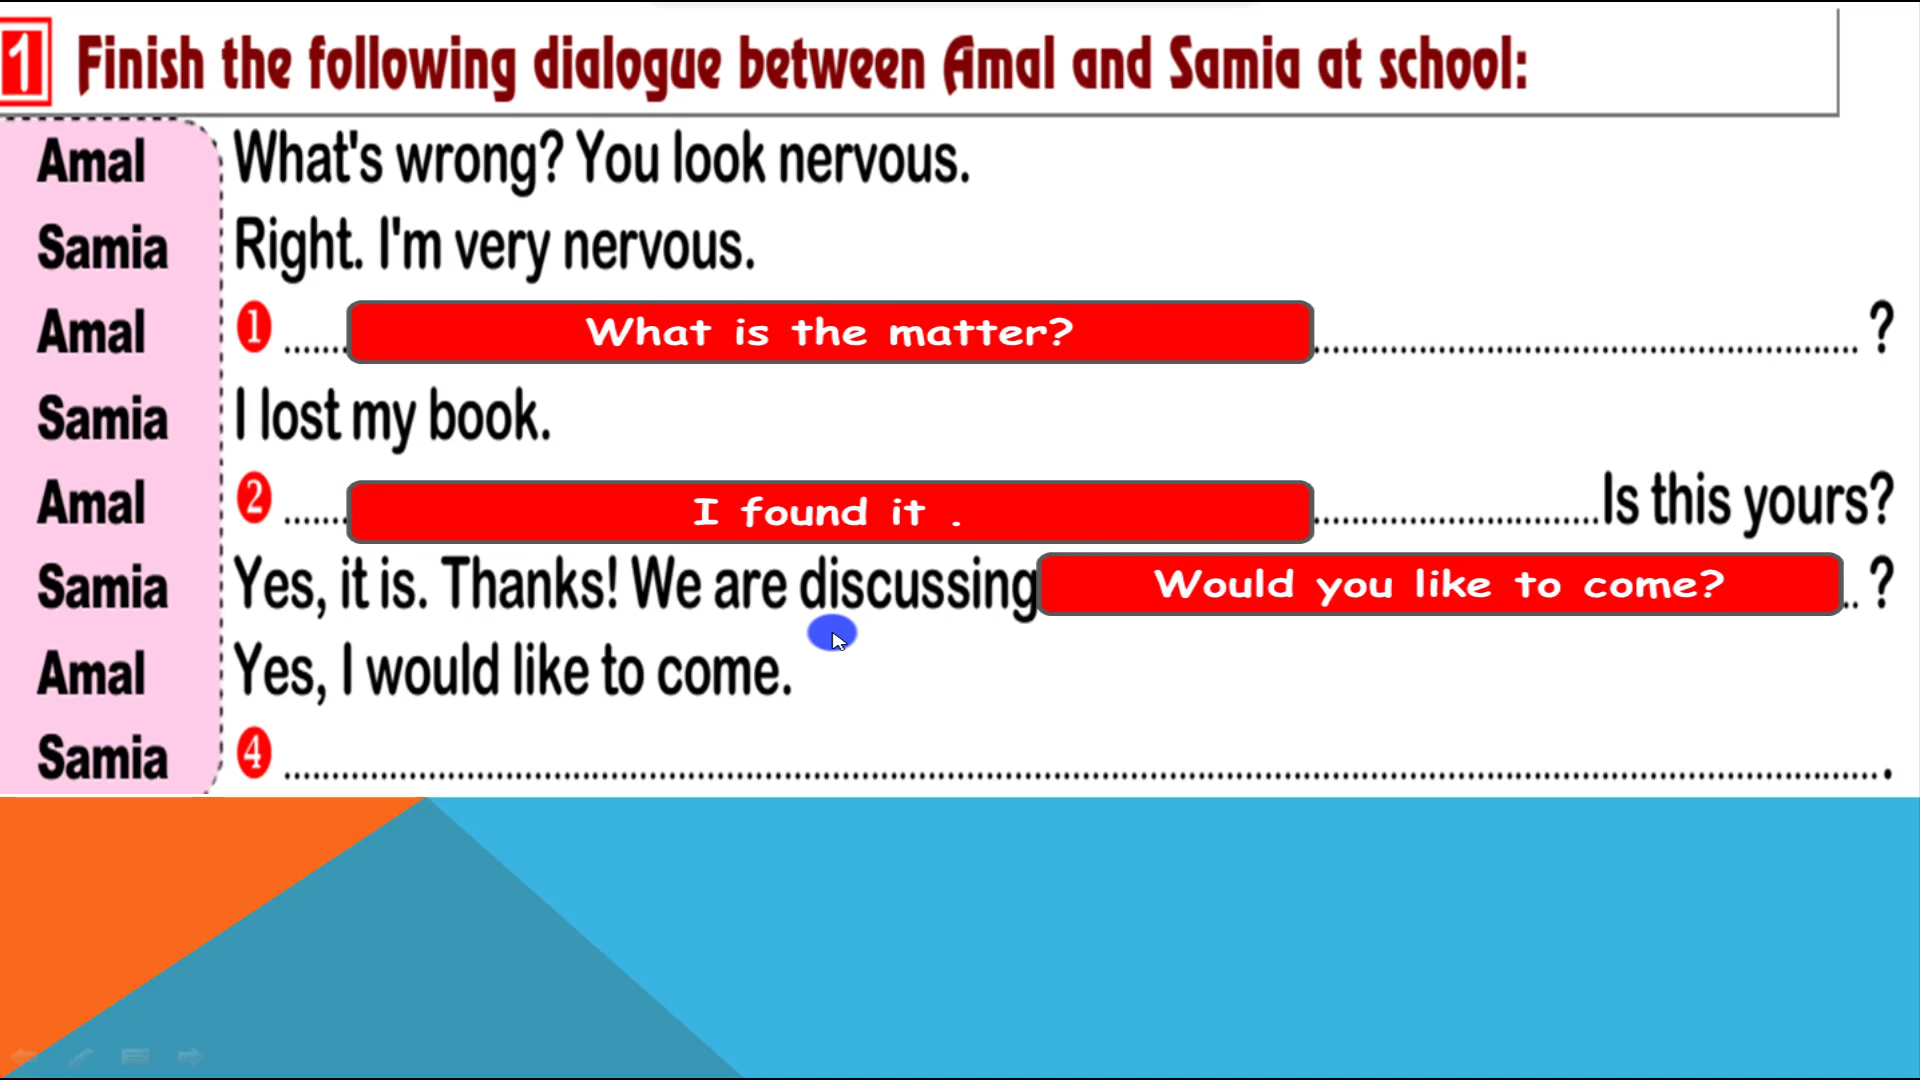 1 Finish the following dialogue between Amal and Samia at school:
Amal What's wrong? You look nervous.
Samia Right. I'm very nervous.
Amal 1 ...... What is the matter? ...... ?
Samia I lost my book.
Amal 2 ...... I found it . ...... Is this yours?
Samia Yes, it is. Thanks! We are discussing Would you like to come? .. ?
Amal Yes, I would like to come.
Samia 4 ...... .